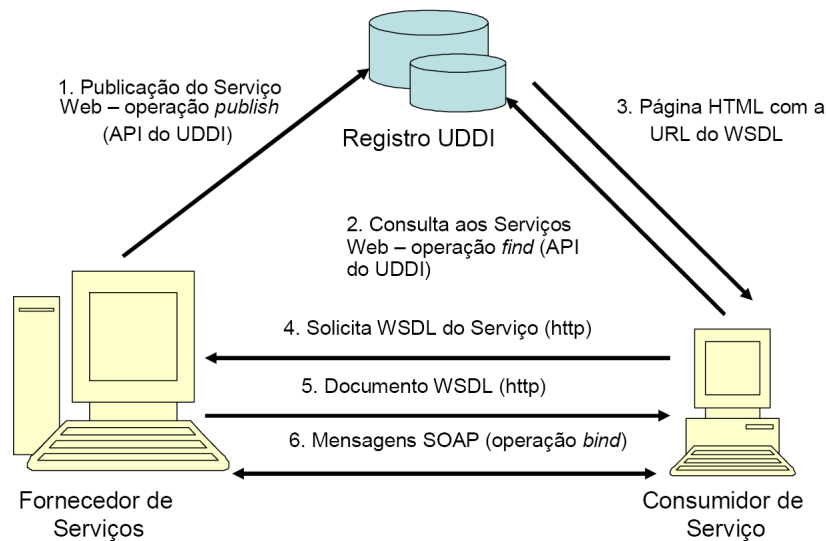 1. Publicação do Serviço
Web – operação publish
(API do UDDI)
Registro UDDI
3. Página HTML com a
URL do WSDL
2. Consulta aos Serviços
Web – operação find (API
do UDDI)
4. Solicita WSDL do Serviço (http)
5. Documento WSDL (http)
6. Mensagens SOAP (operação bind)
Fornecedor de
Serviços
Consumidor de
Serviço